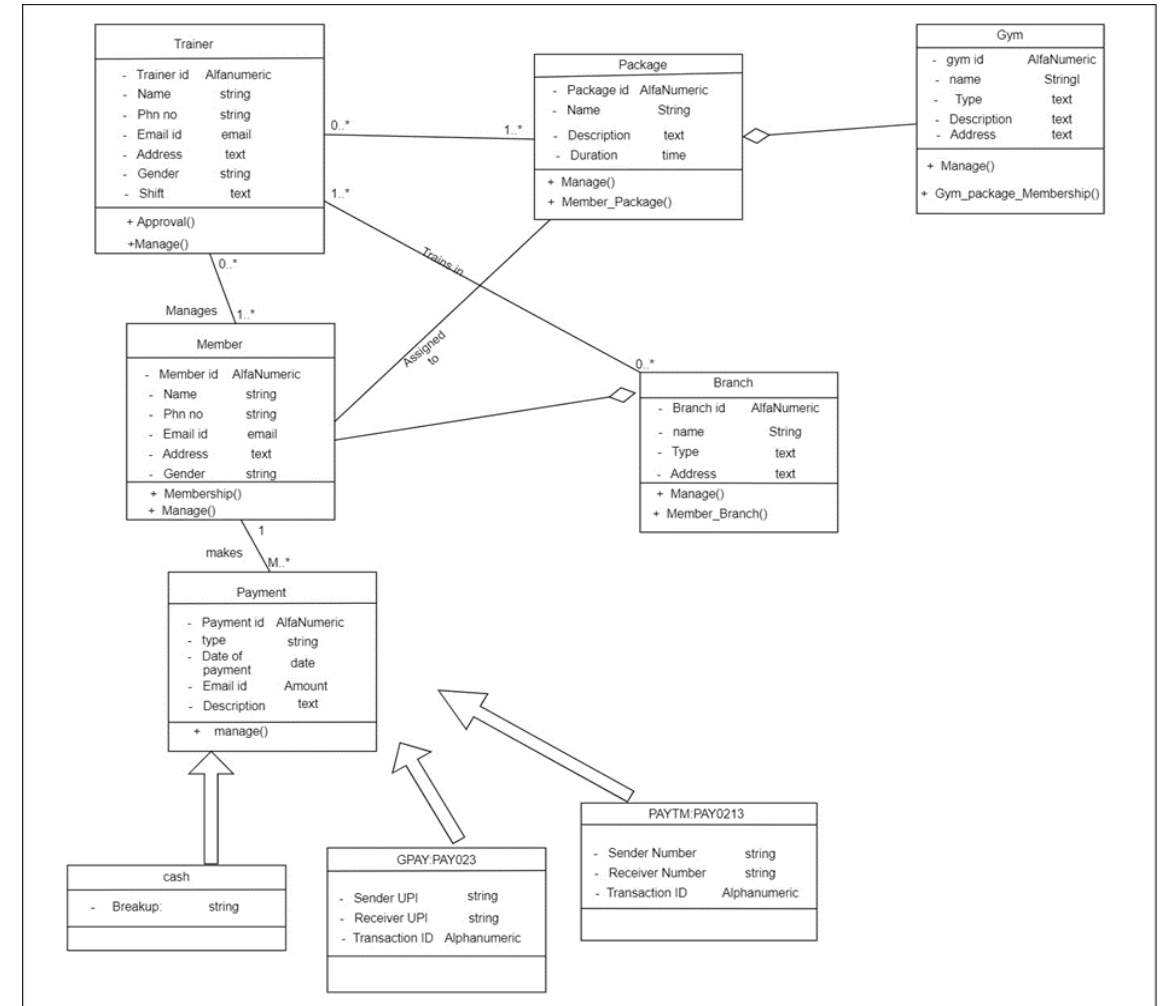 Trainer
- Trainer id Alfanumeric
- Name string
- Phn no string
- Email id email
- Address text
- Gender string
- Shift text
+ Approval()
+Manage()
Package
- Package id AlfaNumeric
- Name String
- Description text
- Duration time
+ Manage()
+ Member_Package()
Gym
- gym id AlfaNumeric
- name Stringl
- Type text
- Description text
- Address text
+ Manage()
+ Gym_package_Membership()
0..*
1..*
1..*
Trains in
0..*
0..*
Manages
1..*
Assigned
to
Member
- Member id AlfaNumeric
- Name string
- Phn no string
- Email id email
- Address text
- Gender string
+ Membership()
+ Manage()
Branch
- Branch id AlfaNumeric
- name String
- Type text
- Address text
+ Manage()
+ Member_Branch()
1
makes
M..*
Payment
- Payment id AlfaNumeric
- type string
- Date of
payment date
- Email id Amount
- Description text
+ manage()
cash
- Breakup: string
GPAY:PAY023
- Sender UPI string
- Receiver UPI string
- Transaction ID Alphanumeric
PAYTM:PAY0213
- Sender Number string
- Receiver Number string
- Transaction ID Alphanumeric